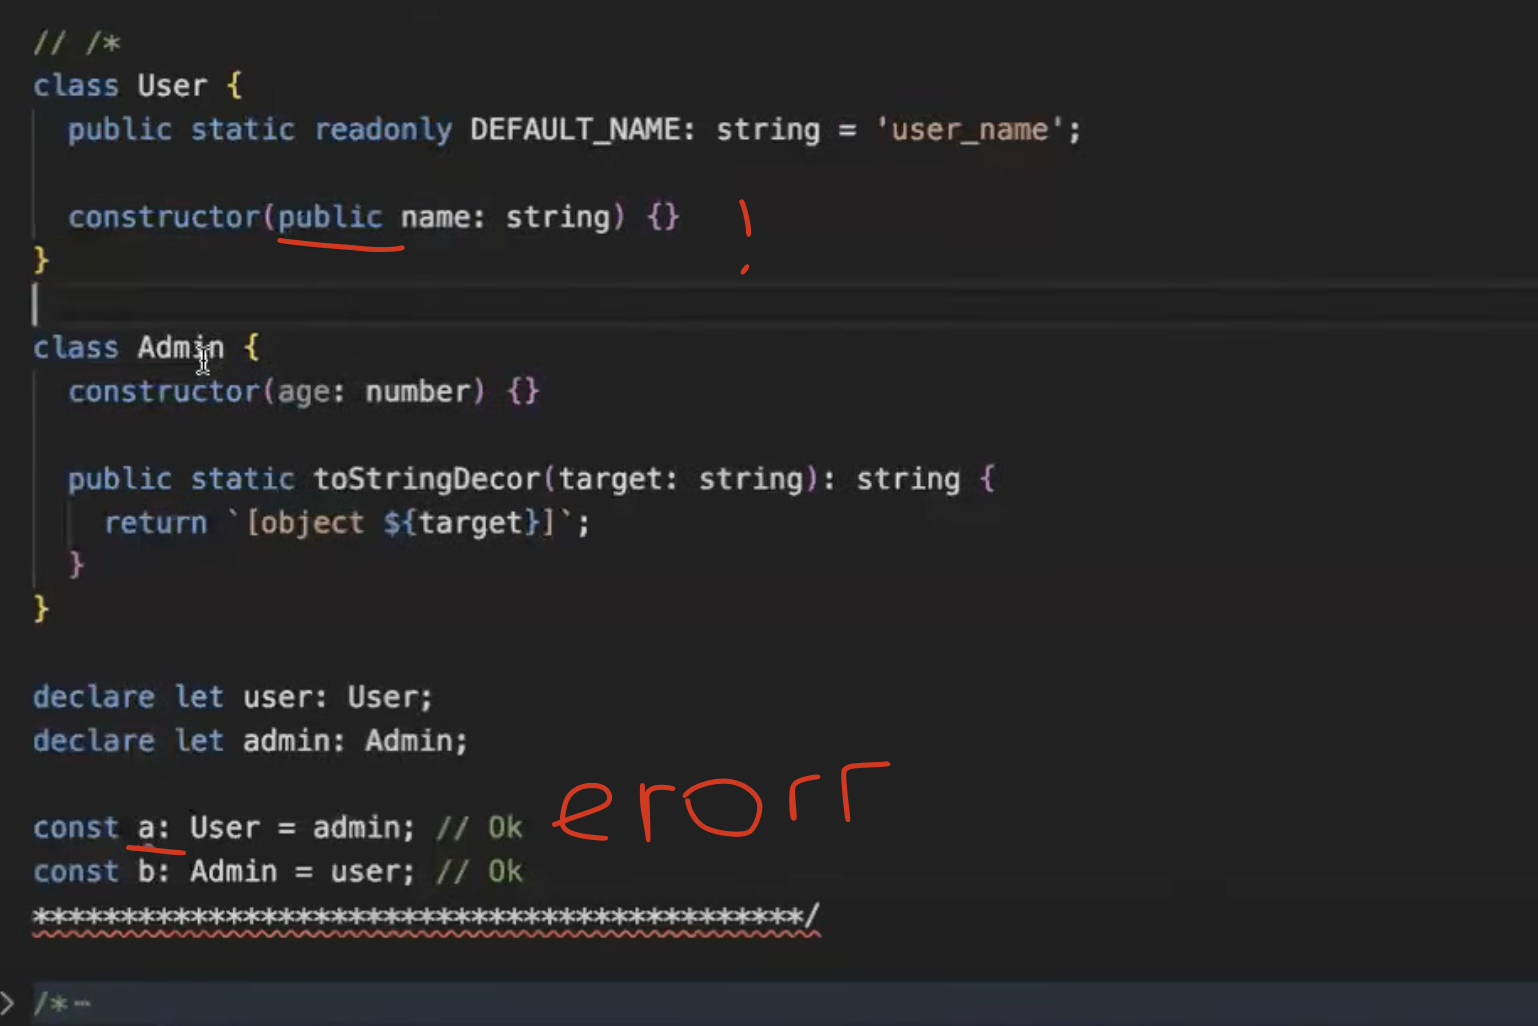 // /*
class User {
public static readonly DEFAULT_NAME: string = 'user_name';
constructor(public name: string) {} !
}
class Admin {
constructor(age: number) {}
public static toStringDecor(target: string): string {
return `[object ${target}]`;
}
}
declare let user: User;
declare let admin: Admin;
const a: User = admin; // Ok erorr
const b: Admin = user; // Ok
********************************************/
/*…